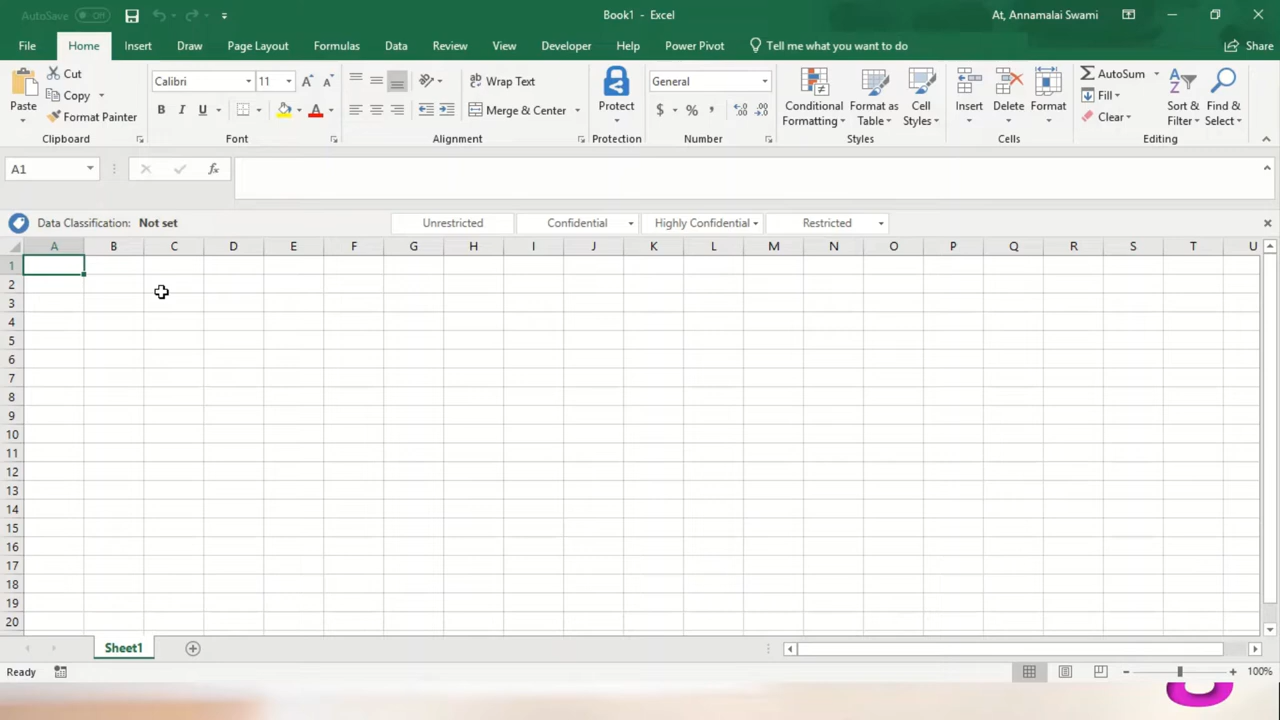 AutoSave Off Book1 - Excel At, Annamalai Swami
File Home Insert Draw Page Layout Formulas Data Review View Developer Help Power Pivot Tell me what you want to do Share
Paste
Cut
Copy
Format Painter
Clipboard
Calibri 11
B I U
Font
Wrap Text
Merge & Center
Alignment
Protect
Protection
General
$ % ,
Number
Conditional Formatting
Format as Table
Cell Styles
Styles
Insert Delete Format
Cells
AutoSum
Fill
Clear
Sort & Filter
Find & Select
Editing
A1 fx
Data Classification: Not set Unrestricted Confidential Highly Confidential Restricted
A B C D E F G H I J K L M N O P Q R S T U
1
2
3
4
5
6
7
8
9
10
11
12
13
14
15
16
17
18
19
20
Sheet1
Ready 100%